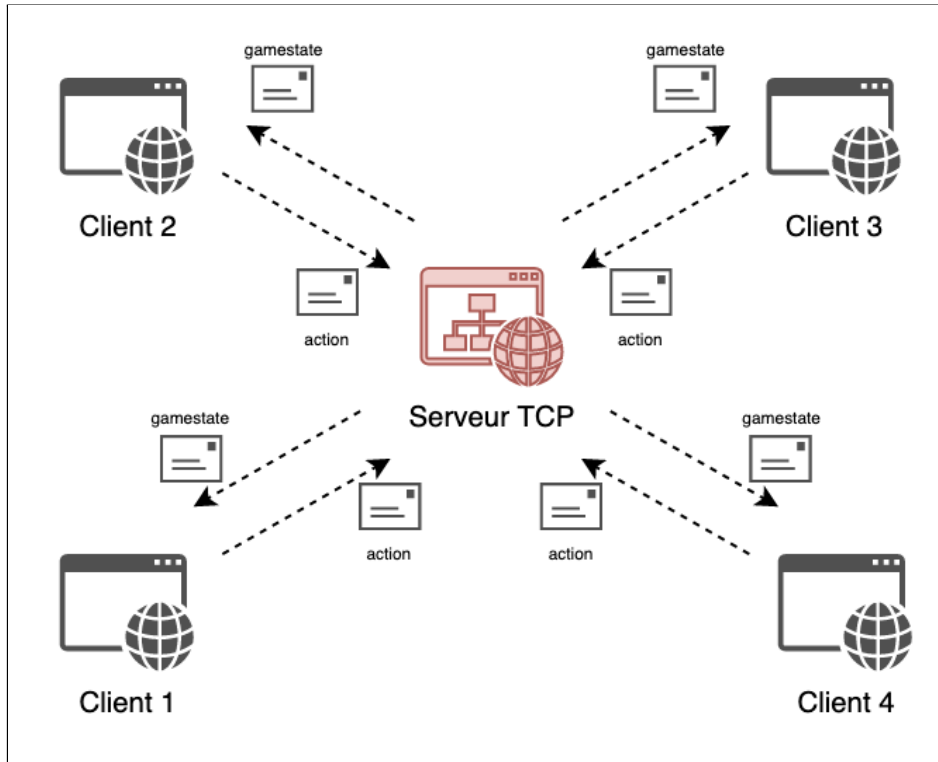 gamestate
gamestate
Client 2
Client 3
action
action
Serveur TCP
gamestate
gamestate
action
action
Client 1
Client 4